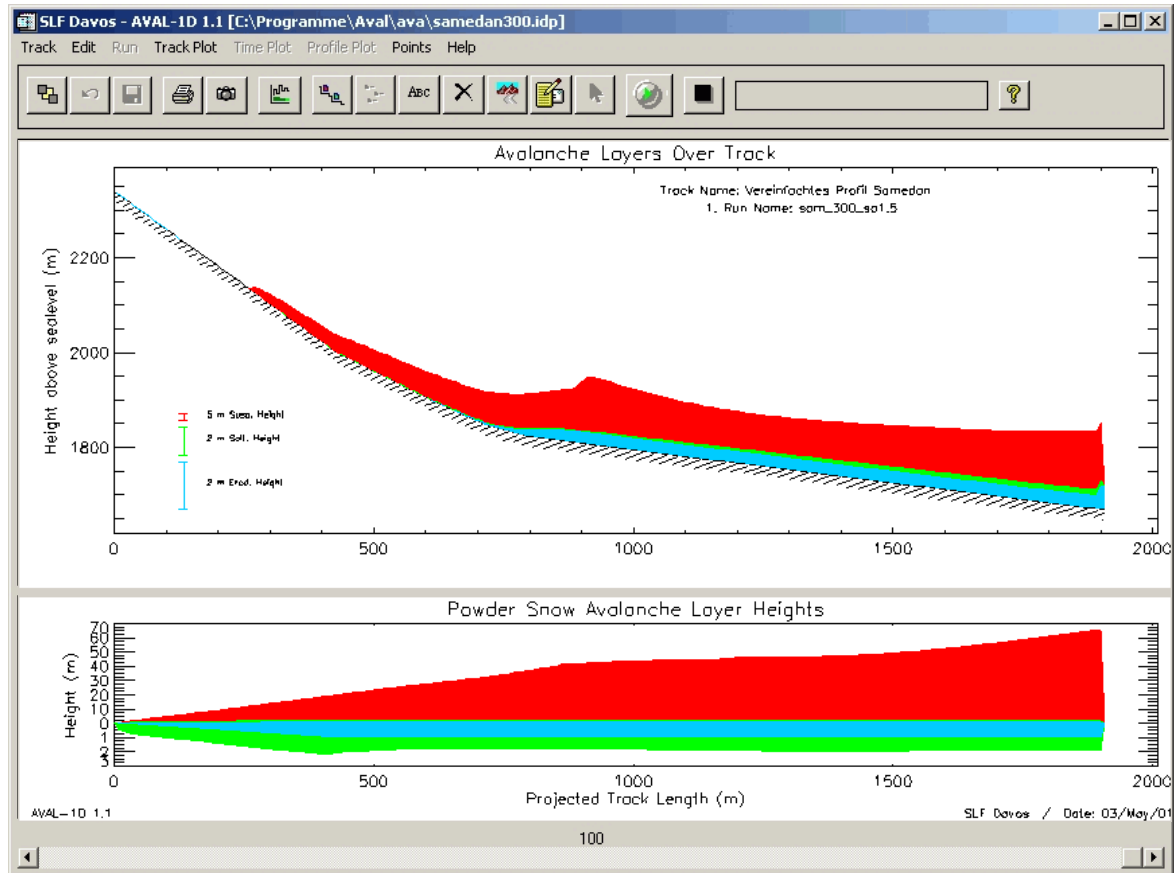 SLF Davos - AVAL-1D 1.1 [C:\Programme\Aval\ava\samedan300.idp]
Track Edit Run Track Plot Time Plot Profile Plot Points Help
ABC
?
Avalanche Layers Over Track
Track Name: Vereinfachtes Profil Samedan
1. Run Name: sam_300_sa1.5
Height above sealevel (m)
2200
2000
1800
5 m Susp. Height
2 m Salt. Height
2 m Erod. Height
0 500 1000 1500 2000
Powder Snow Avalanche Layer Heights
Height (m)
70
60
50
40
30
20
10
0
1
2
3
0 500 1000 1500 2000
Projected Track Length (m)
AVAL-1D 1.1
SLF Davos / Date: 03/May/01
100